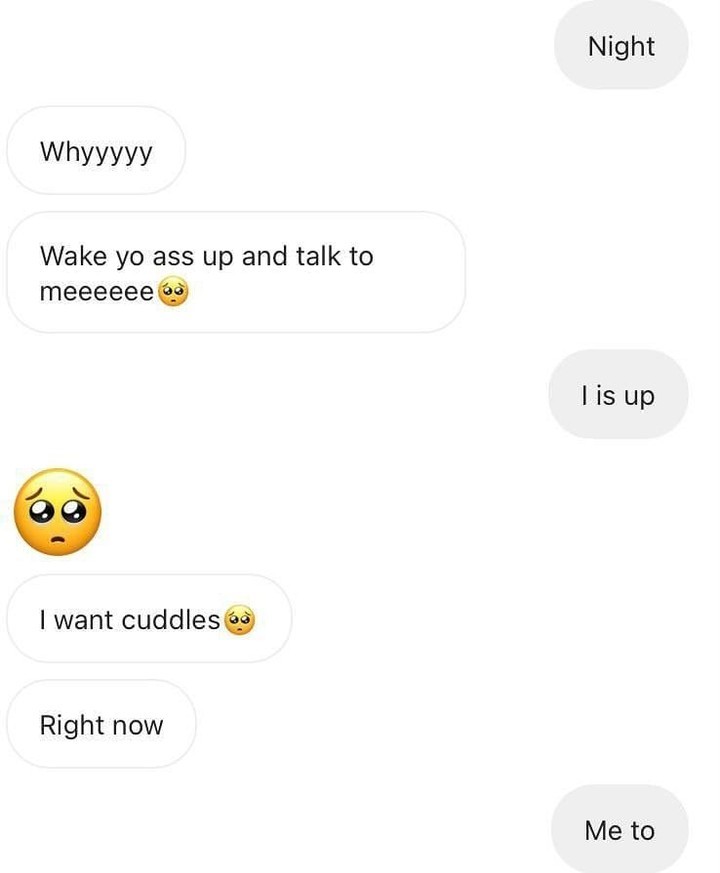 Night
Whyyyyy
Wake yo ass up and talk to
meeeeee🥺
I is up
🥺
I want cuddles🥺
Right now
Me to